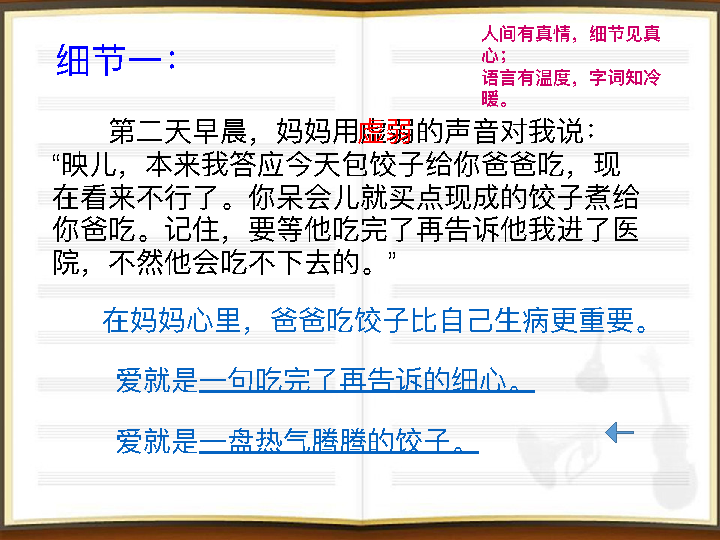 细节一：
人间有真情，细节见真
心；
语言有温度，字词知冷
暖。
第二天早晨，妈妈用虚弱的声音对我说：
“映儿，本来我答应今天包饺子给你爸爸吃，现
在看来不行了。你呆会儿就买点现成的饺子煮给
你爸吃。记住，要等他吃完了再告诉他我进了医
院，不然他会吃不下去的。”
在妈妈心里，爸爸吃饺子比自己生病更重要。
爱就是一句吃完了再告诉的细心。
爱就是一盘热气腾腾的饺子。